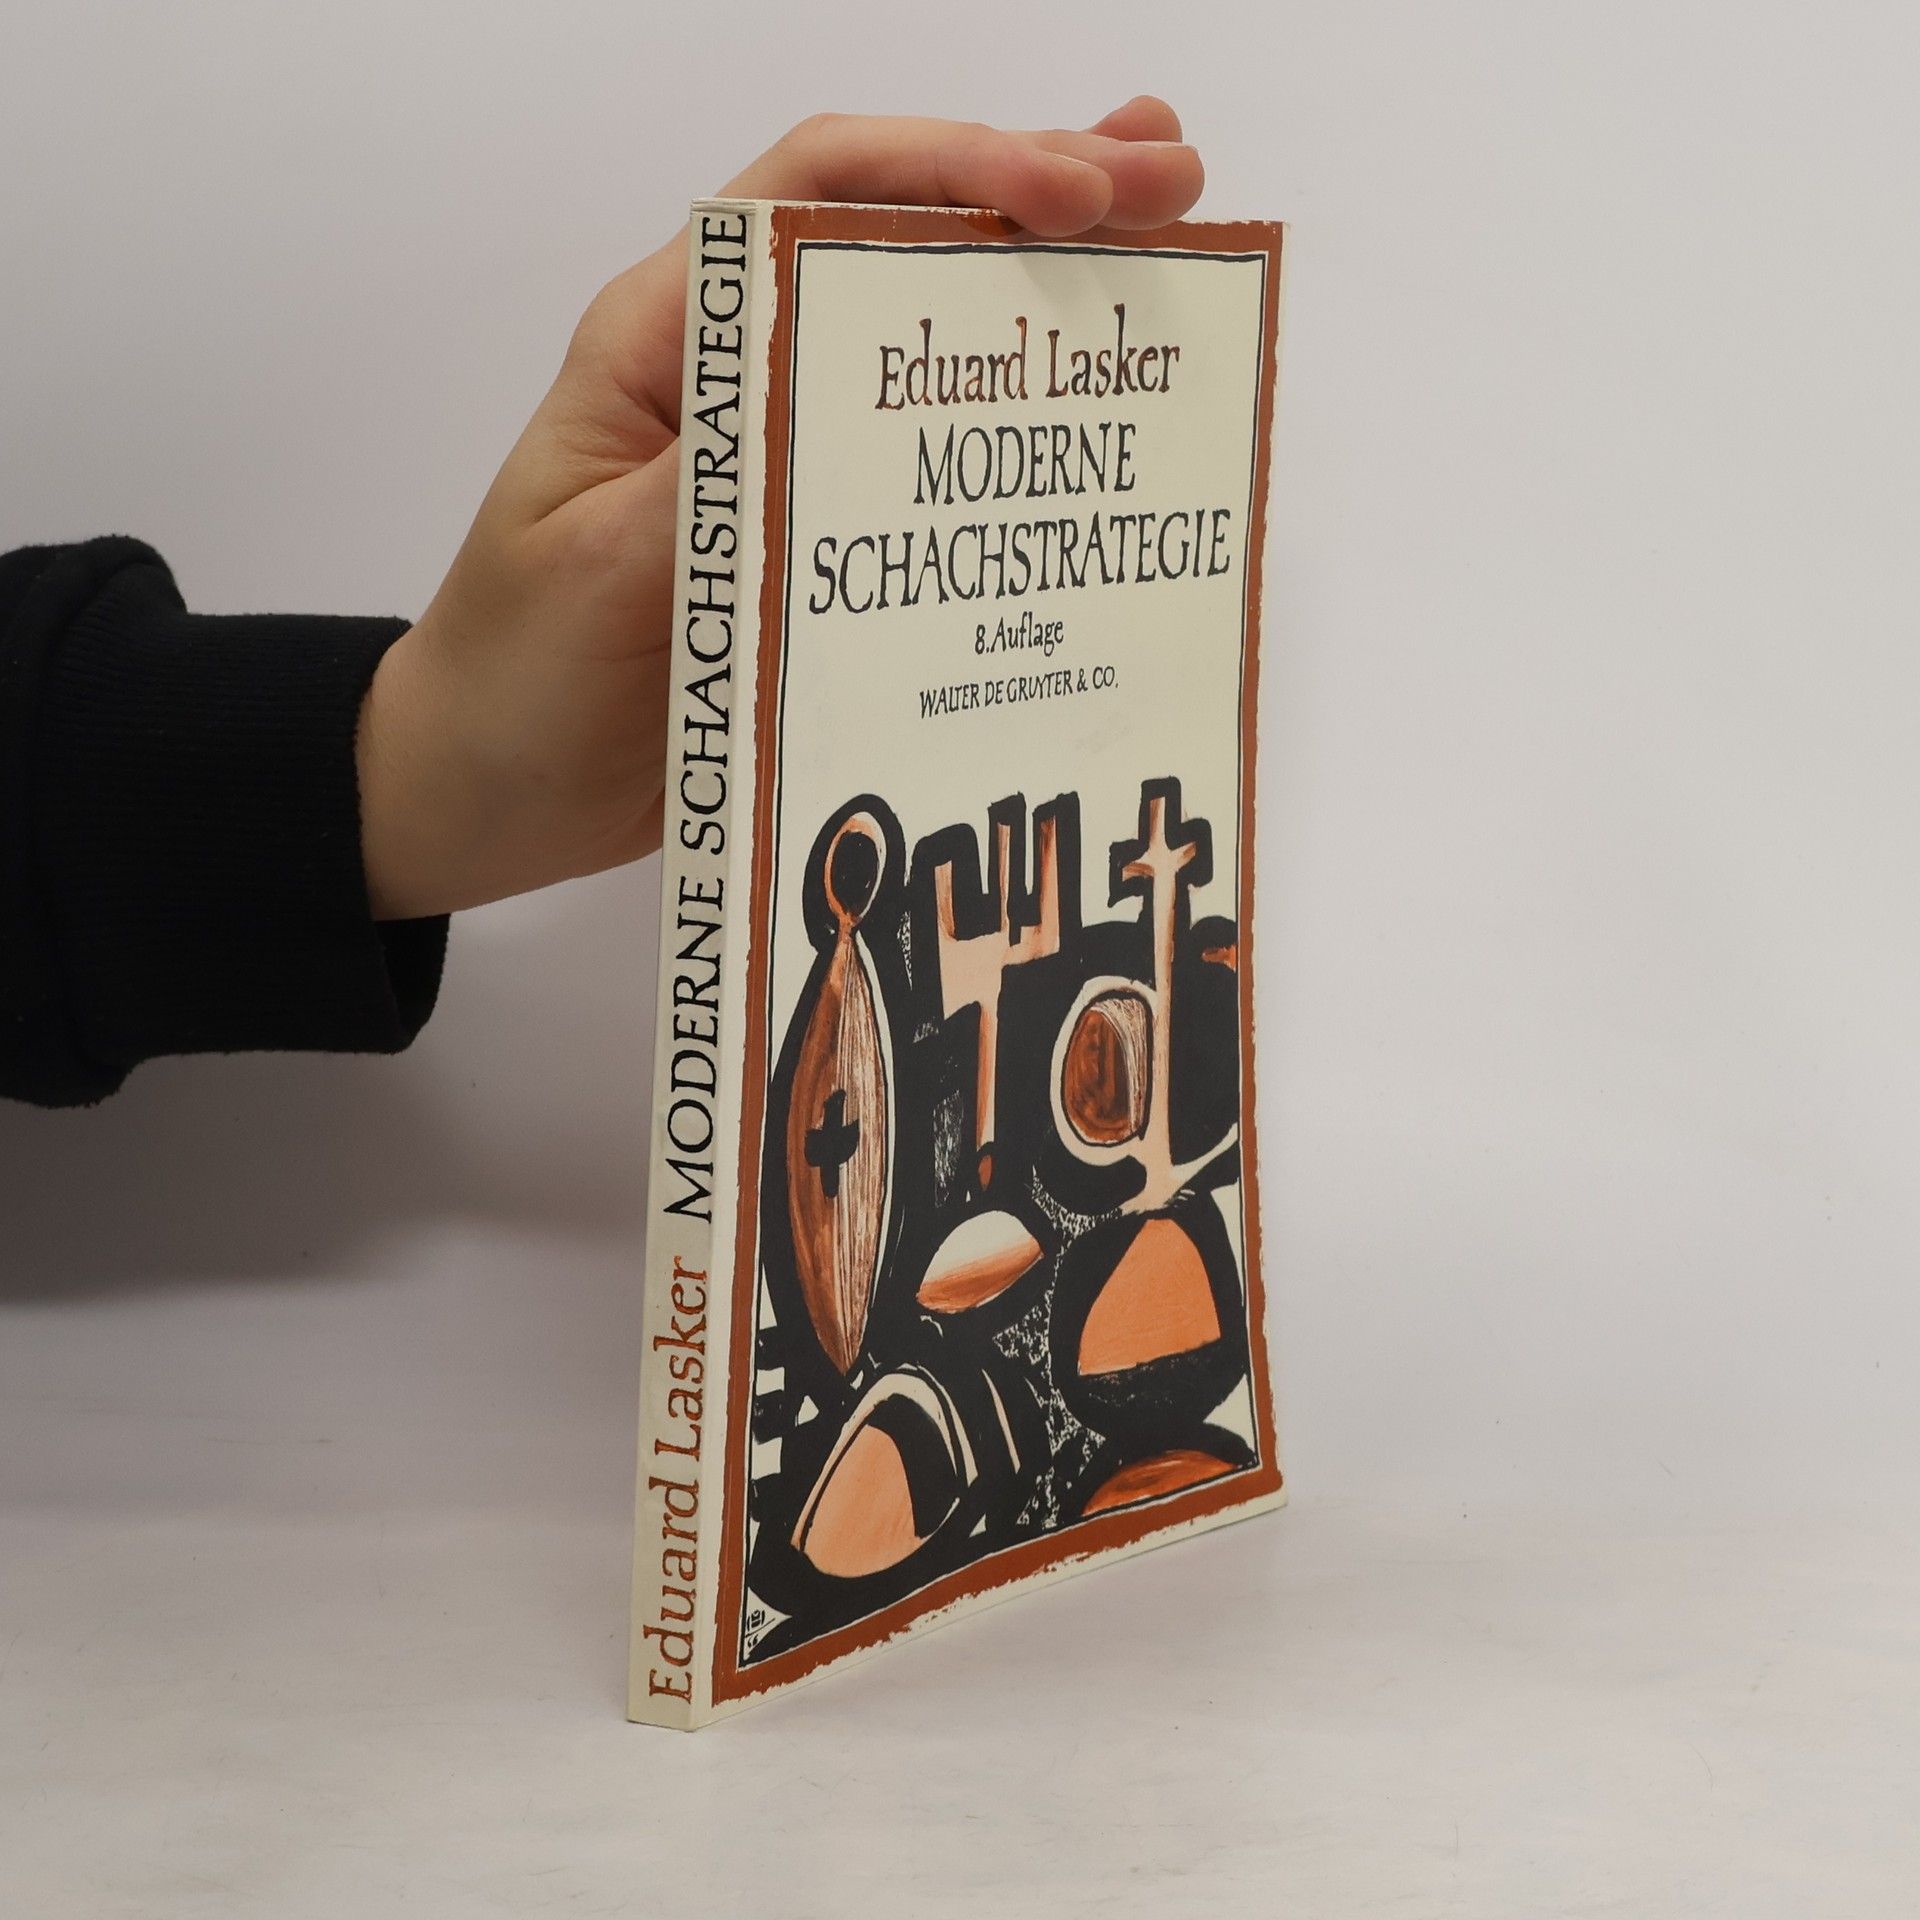 Eduard Lasker
MODERNE
SCHACHSTRATEGIE
8. Auflage
WALTER DE GRUYTER & CO.
Eduard Lasker MODERNE SCHACHSTRATEGIE